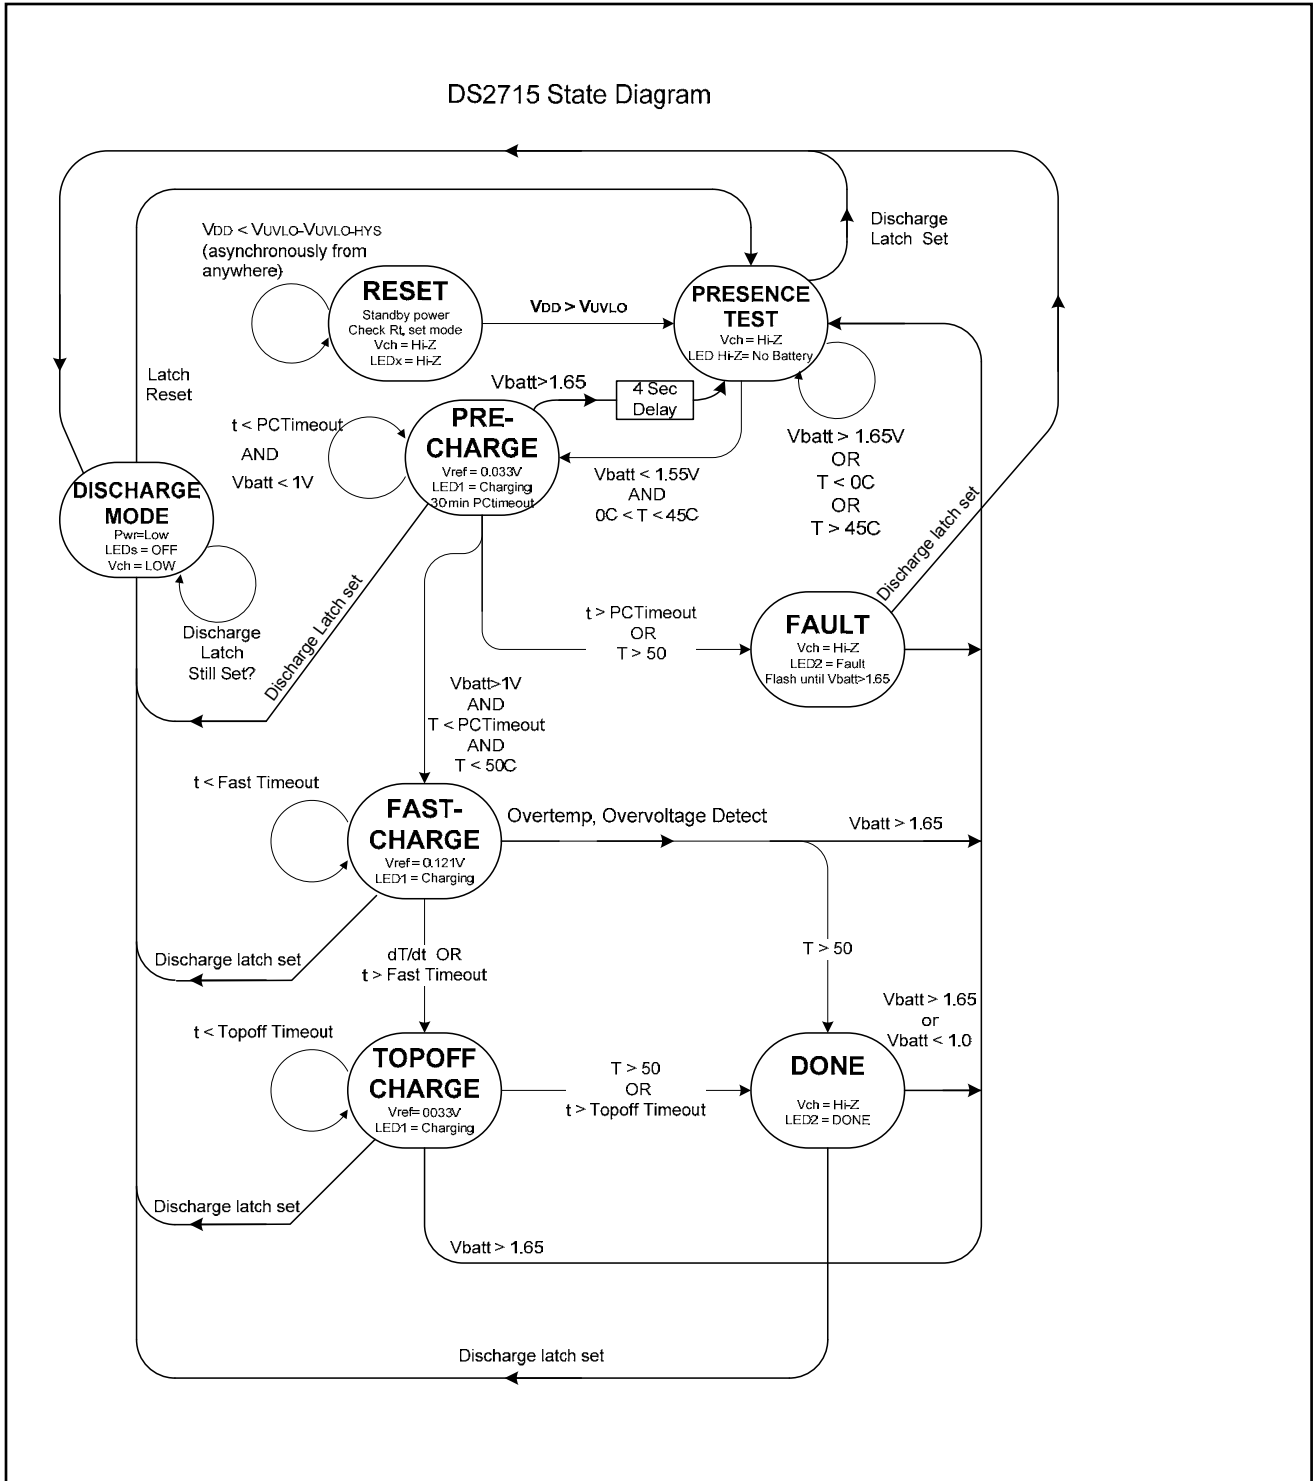 DS2715 State Diagram
Discharge
Latch Set
VDD < VUVLO-VUVLO-HYS
(asynchronously from
anywhere)
RESET
Standby power
Check Rt, set mode
Vch = Hi-Z
LEDx = Hi-Z
VDD > VUVLO
PRESENCE
TEST
Vch = Hi-Z
LED Hi-Z= No Battery
Latch
Reset
Vbatt>1.65
4 Sec
Delay
t < PCTimeout
AND
Vbatt < 1V
PRE-
CHARGE
Vref = 0.033V
LED1 = Charging
30min PCtimeout
Vbatt < 1.55V
AND
0C < T < 45C
Vbatt > 1.65V
OR
T < 0C
OR
T > 45C
DISCHARGE
MODE
Pwr=Low
LEDs = OFF
Vch = LOW
Discharge
Latch
Still Set?
Discharge Latch set
t > PCTimeout
OR
T > 50
FAULT
Vch = Hi-Z
LED2 = Fault
Flash until Vbatt>1.65
Discharge latch set
Vbatt>1V
AND
T < PCTimeout
AND
T < 50C
t < Fast Timeout
FAST-
CHARGE
Vref = 0.121V
LED1 = Charging
Overtemp, Overvoltage Detect
Vbatt > 1.65
Discharge latch set
dT/dt OR
t > Fast Timeout
T > 50
Vbatt > 1.65
or
Vbatt < 1.0
t < Topoff Timeout
TOPOFF
CHARGE
Vref= 0033V
LED1 = Charging
T > 50
OR
t > Topoff Timeout
DONE
Vch = Hi-Z
LED2 = DONE
Discharge latch set
Vbatt > 1.65
Discharge latch set